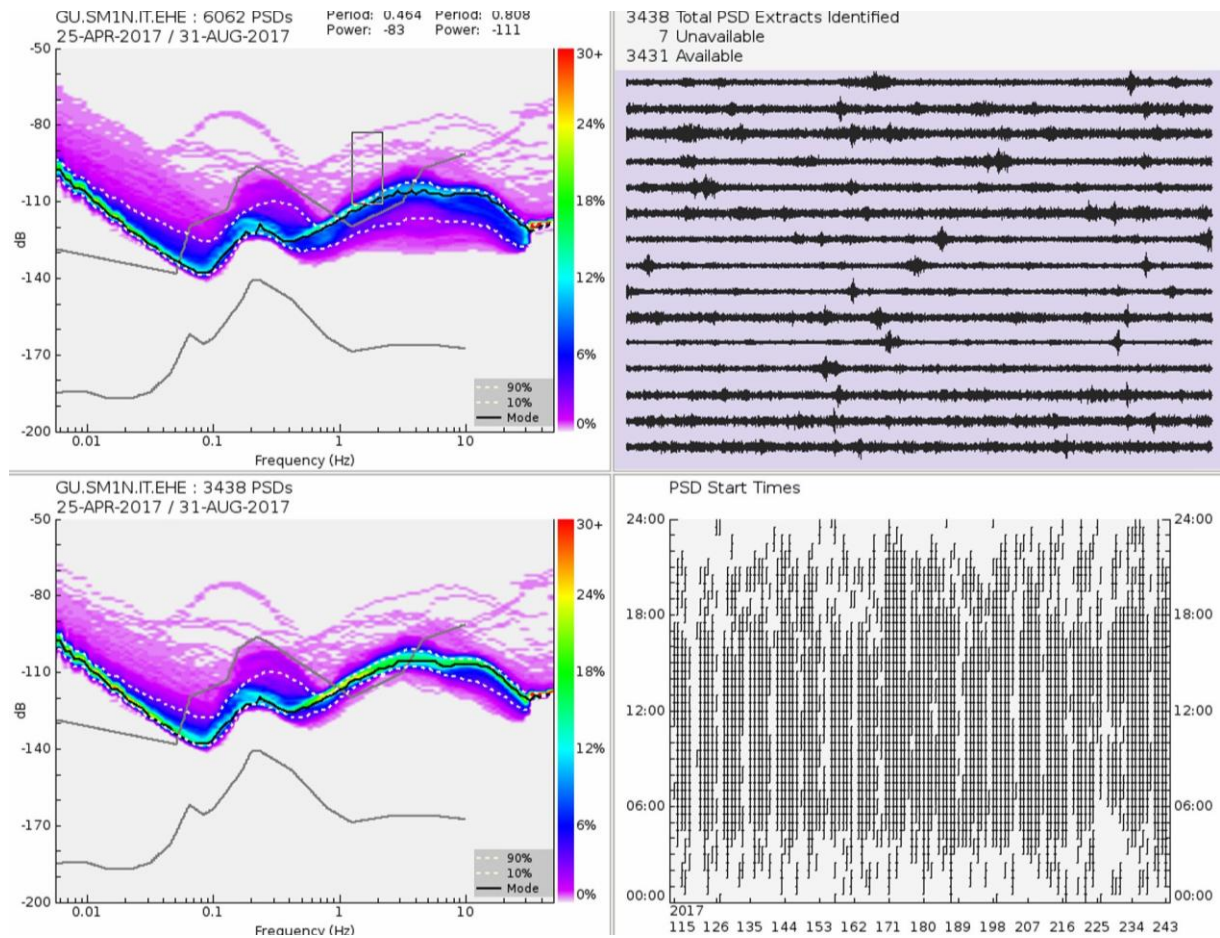 GU.SM1N.IT.EHE : 6062 PSDs
Period: 0.464 Period: 0.808
25-APR-2017 / 31-AUG-2017
Power: -83 Power: -111
-50
-80
-110
-140
-170
-200
dB
30+
24%
18%
12%
6%
0%
90%
10%
Mode
0.01 0.1 1 10
Frequency (Hz)
3438 Total PSD Extracts Identified
7 Unavailable
3431 Available
GU.SM1N.IT.EHE : 3438 PSDs
25-APR-2017 / 31-AUG-2017
-50
-80
-110
-140
-170
-200
dB
30+
24%
18%
12%
6%
0%
90%
10%
Mode
0.01 0.1 1 10
Frequency (Hz)
PSD Start Times
24:00 24:00
18:00 18:00
12:00 12:00
06:00 06:00
00:00 00:00
2017
115 126 135 144 153 162 171 180 189 198 207 216 225 234 243